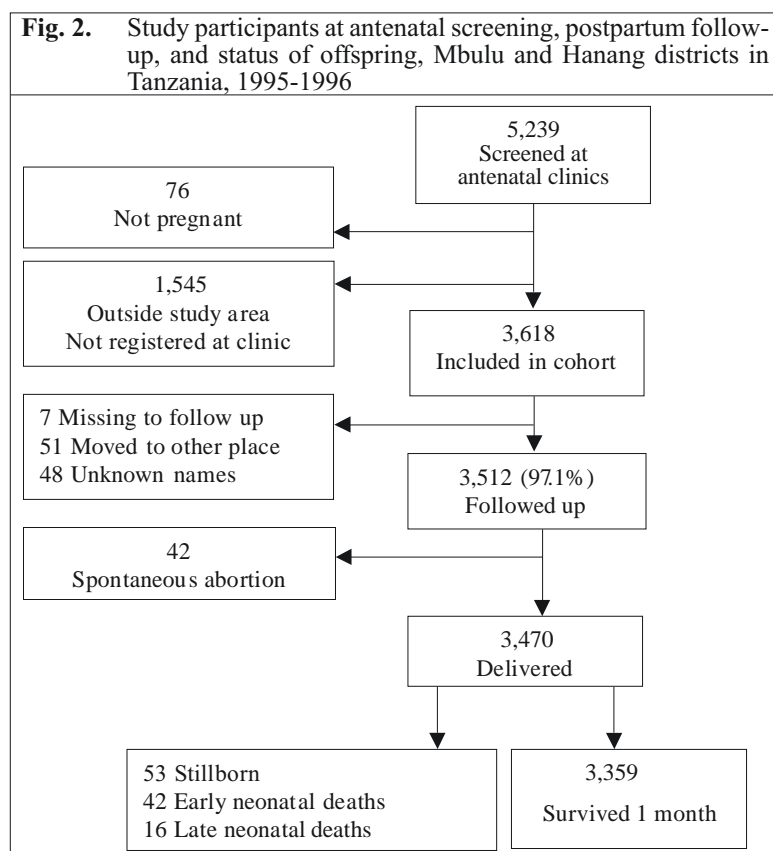 Fig. 2. Study participants at antenatal screening, postpartum follow-
up, and status of offspring, Mbulu and Hanang districts in
Tanzania, 1995-1996
5,239
Screened at
antenatal clinics
76
Not pregnant
1,545
Outside study area
Not registered at clinic
3,618
Included in cohort
7 Missing to follow up
51 Moved to other place
48 Unknown names
3,512 (97.1%)
Followed up
42
Spontaneous abortion
3,470
Delivered
53 Stillborn
42 Early neonatal deaths
16 Late neonatal deaths
3,359
Survived 1 month